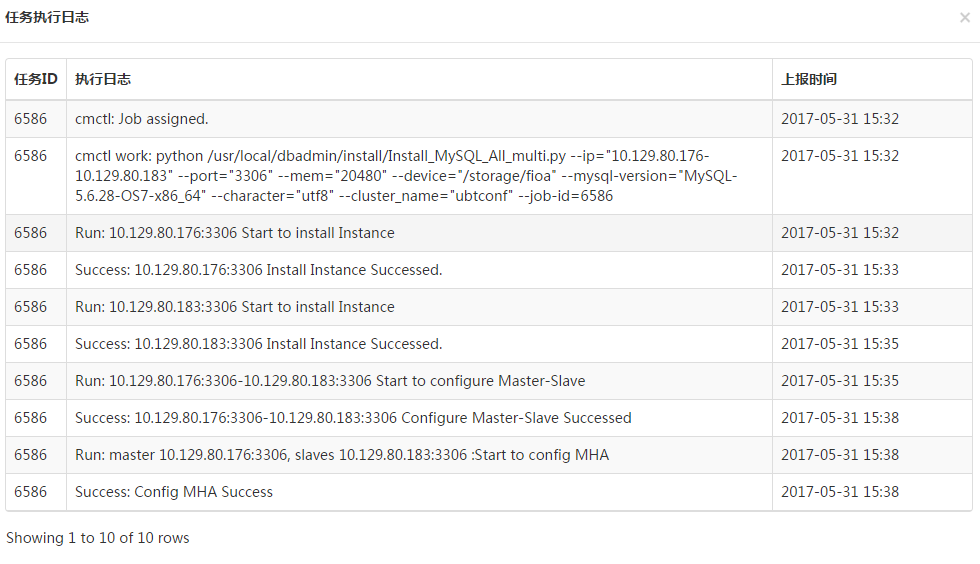 任务执行日志
×
任务ID 执行日志 上报时间
6586 cmctl: Job assigned. 2017-05-31 15:32
6586 cmctl work: python /usr/local/dbadmin/install/Install_MySQL_All_multi.py --ip="10.129.80.176- 2017-05-31 15:32
10.129.80.183" --port="3306" --mem="20480" --device="/storage/fioa" --mysql-version="MySQL-
5.6.28-OS7-x86_64" --character="utf8" --cluster_name="ubtconf" --job-id=6586
6586 Run: 10.129.80.176:3306 Start to install Instance 2017-05-31 15:32
6586 Success: 10.129.80.176:3306 Install Instance Successed. 2017-05-31 15:33
6586 Run: 10.129.80.183:3306 Start to install Instance 2017-05-31 15:33
6586 Success: 10.129.80.183:3306 Install Instance Successed. 2017-05-31 15:35
6586 Run: 10.129.80.176:3306-10.129.80.183:3306 Start to configure Master-Slave 2017-05-31 15:35
6586 Success: 10.129.80.176:3306-10.129.80.183:3306 Configure Master-Slave Successed 2017-05-31 15:38
6586 Run: master 10.129.80.176:3306, slaves 10.129.80.183:3306 :Start to config MHA 2017-05-31 15:38
6586 Success: Config MHA Success 2017-05-31 15:38
Showing 1 to 10 of 10 rows